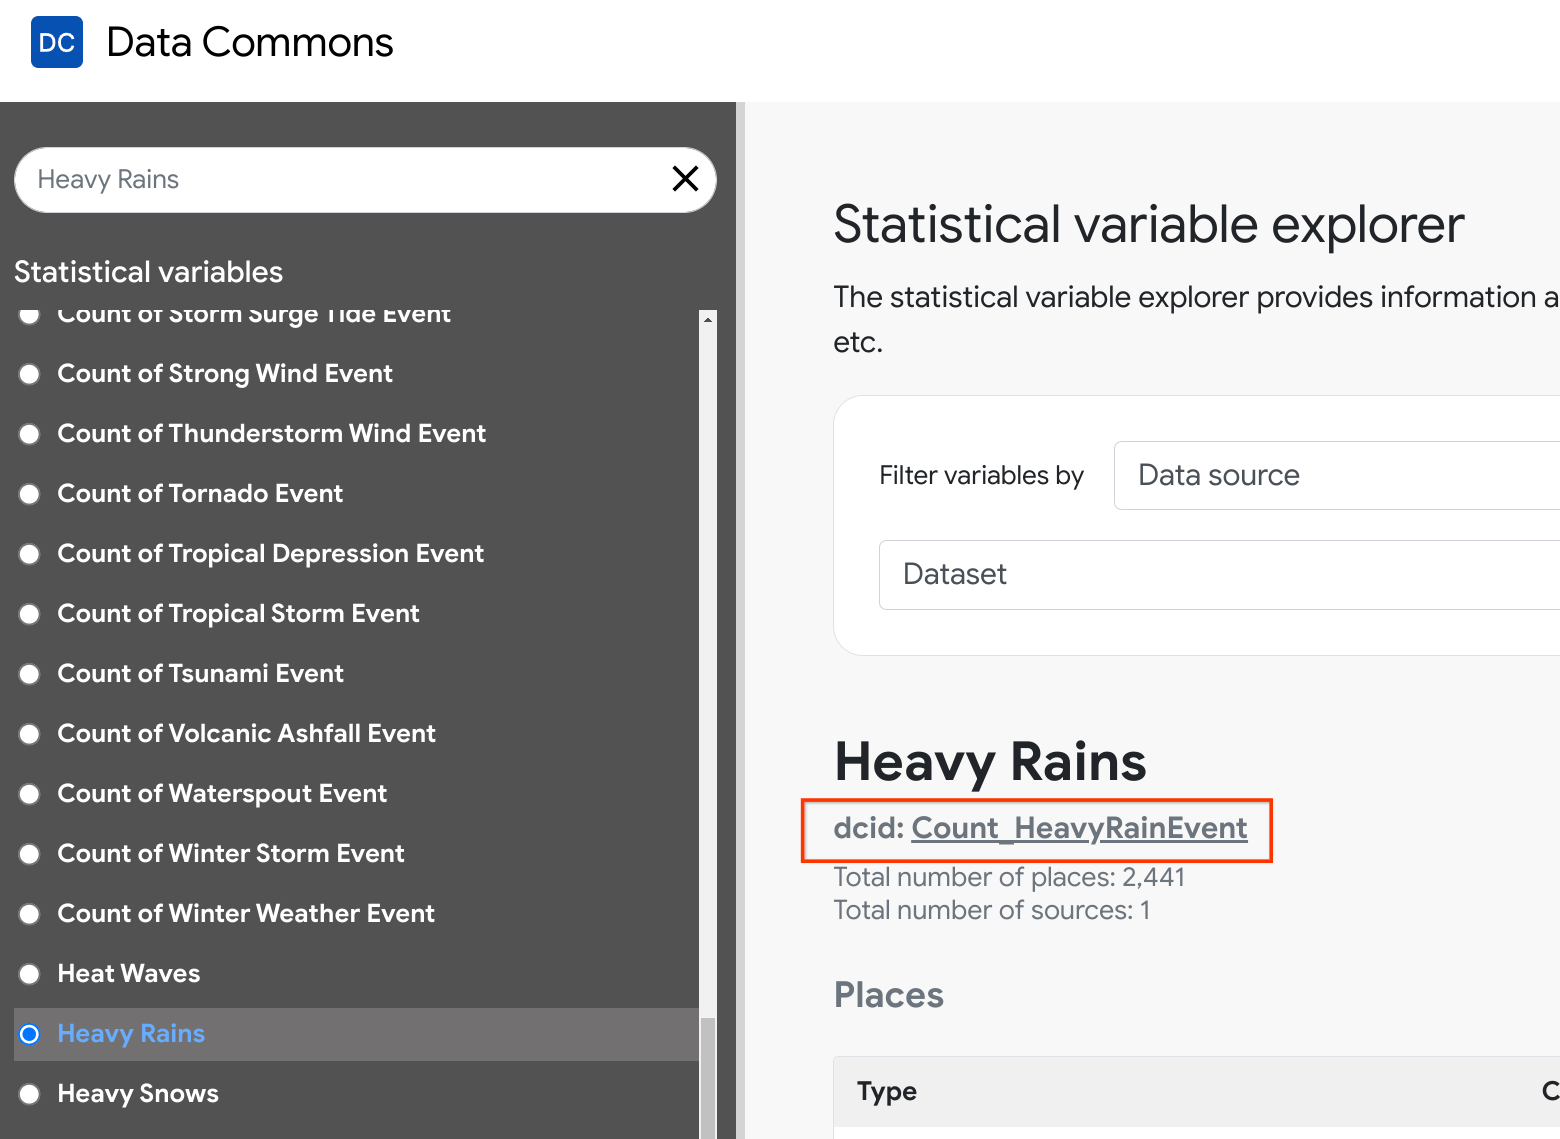 DC Data Commons
Heavy Rains
Statistical variables
Count of Storm Surge Tide Event
Count of Strong Wind Event
Count of Thunderstorm Wind Event
Count of Tornado Event
Count of Tropical Depression Event
Count of Tropical Storm Event
Count of Tsunami Event
Count of Volcanic Ashfall Event
Count of Waterspout Event
Count of Winter Storm Event
Count of Winter Weather Event
Heat Waves
Heavy Rains
Heavy Snows
Statistical variable explorer
The statistical variable explorer provides information a
etc.
Filter variables by Data source
Dataset
Heavy Rains
dcid: Count_HeavyRainEvent
Total number of places: 2,441
Total number of sources: 1
Places
Type C